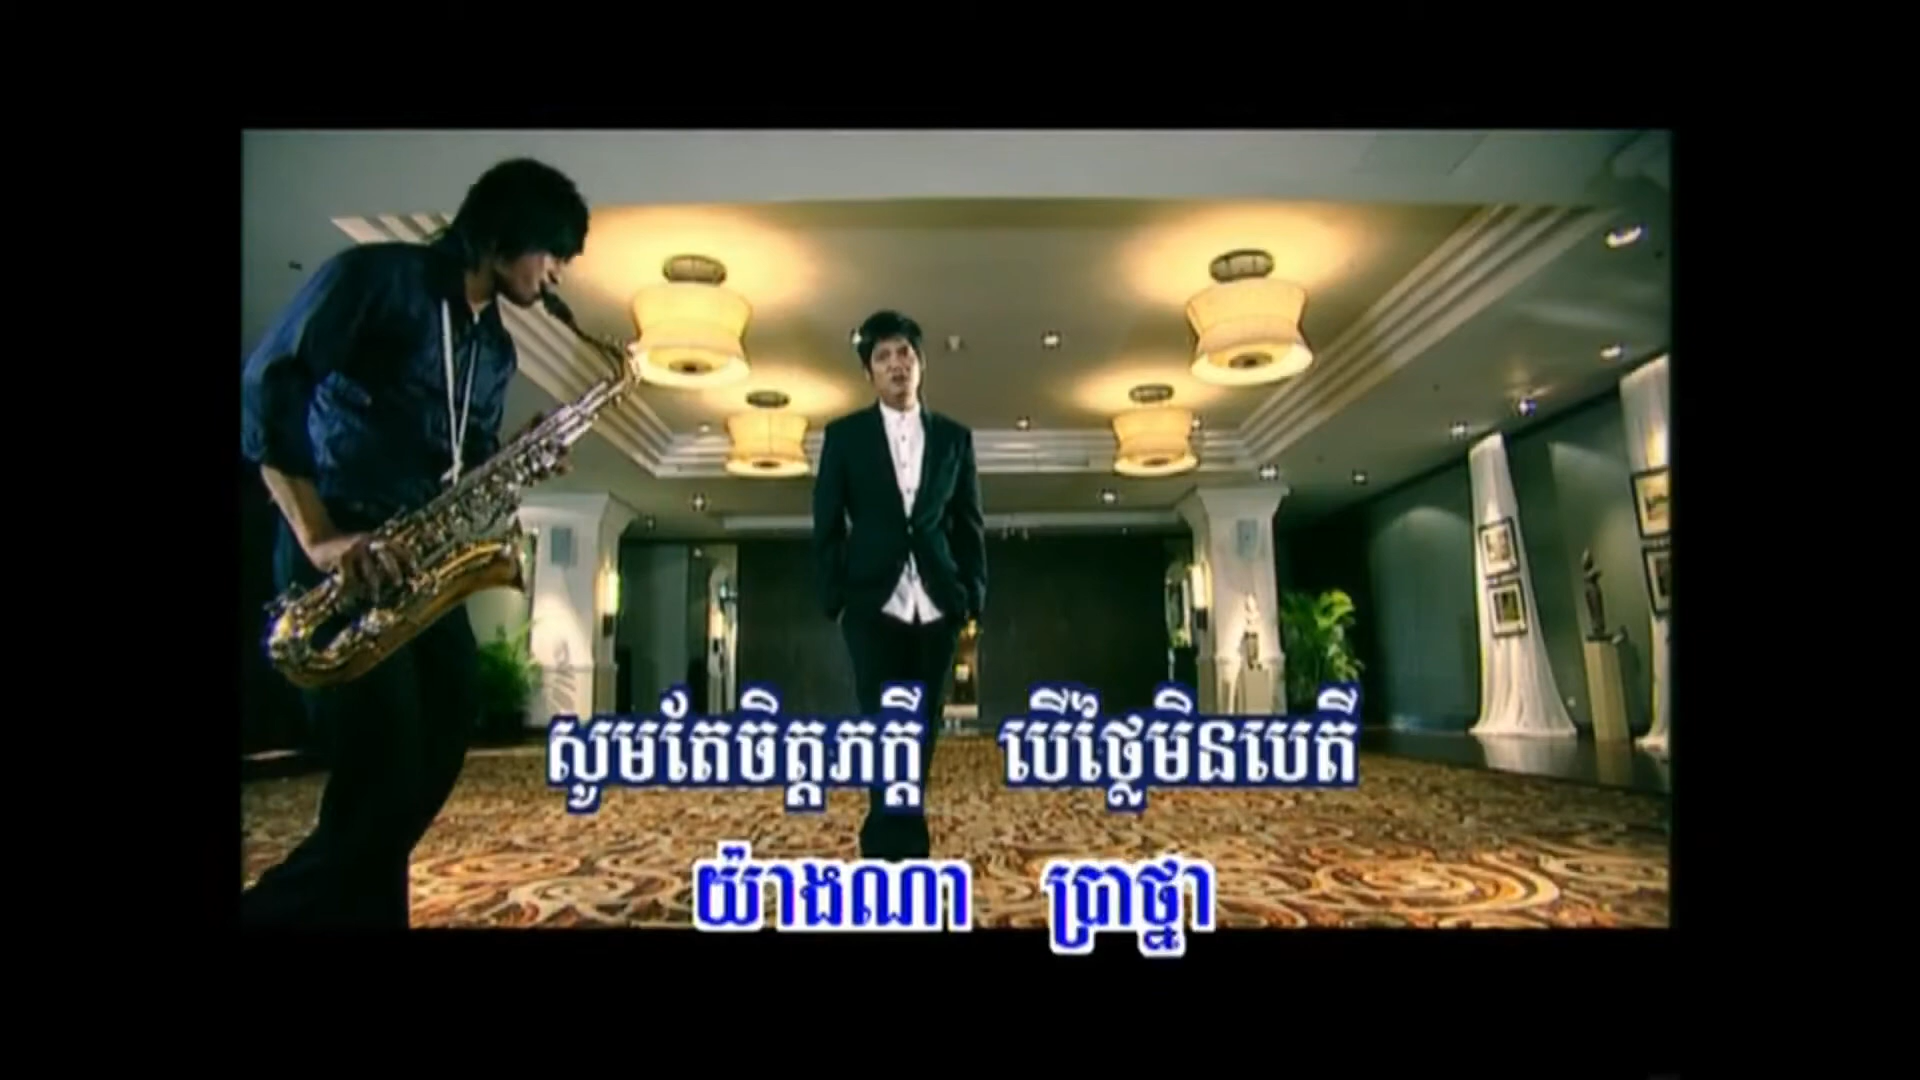 សូមតែចិត្តភក្តី បើថ្លៃមិនបេតី
យ៉ាងណា ប្រាថ្នា